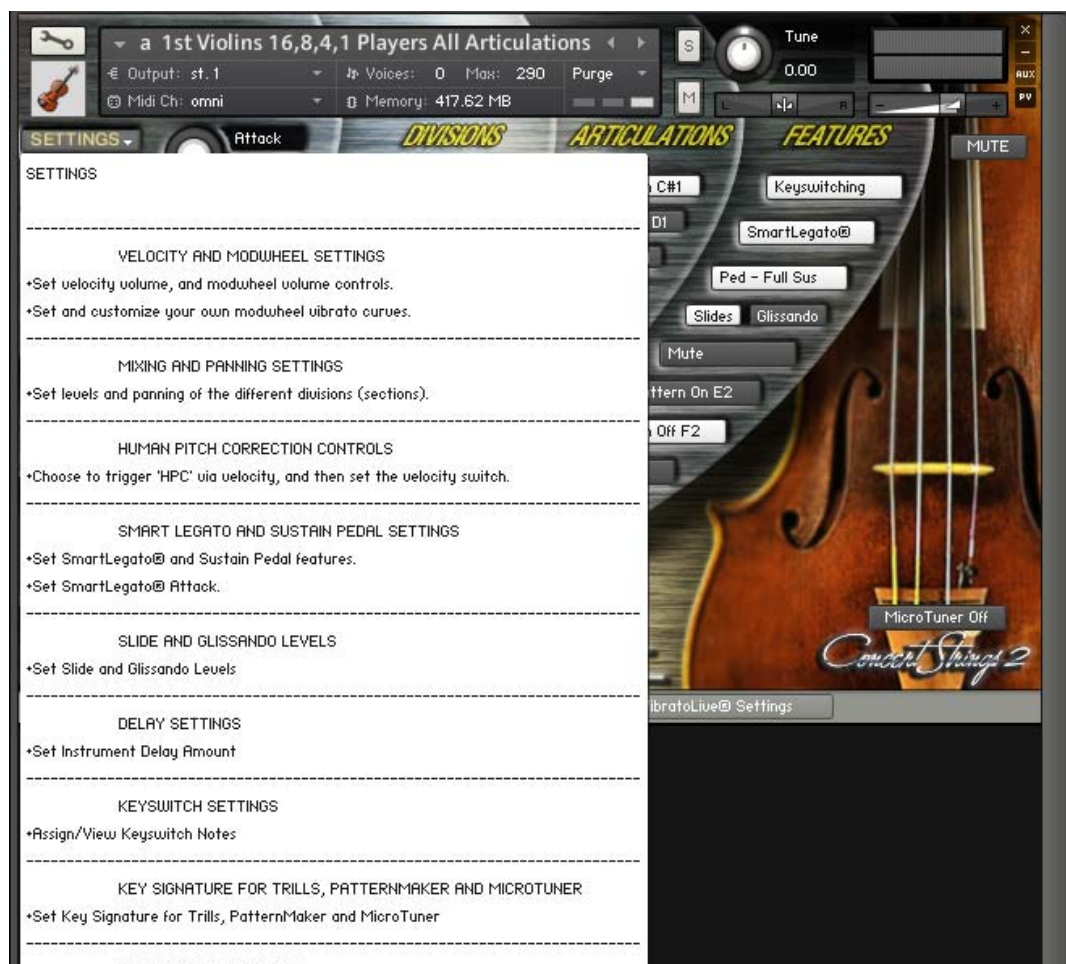 a 1st Violins 16,8,4,1 Players All Articulations
Output: st. 1
Voices: 0 Max: 290 Purge
Midi Ch: omni
Memory: 417.62 MB
S
M
Tune
0.00
L R
- +
×
-
AUX
PV
SETTINGS
Attack
DIVISIONS
ARTICULATIONS
FEATURES
MUTE
SETTINGS
VELOCITY AND MODWHEEL SETTINGS
+Set velocity volume, and modwheel volume controls.
+Set and customize your own modwheel vibrato curves.
MIXING AND PANNING SETTINGS
+Set levels and panning of the different divisions (sections).
HUMAN PITCH CORRECTION CONTROLS
+Choose to trigger 'HPC' via velocity, and then set the velocity switch.
SMART LEGATO AND SUSTAIN PEDAL SETTINGS
+Set SmartLegato® and Sustain Pedal features.
+Set SmartLegato® Attack.
SLIDE AND GLISSANDO LEVELS
+Set Slide and Glissando Levels
DELAY SETTINGS
+Set Instrument Delay Amount
KEYSWITCH SETTINGS
+Assign/View Keyswitch Notes
KEY SIGNATURE FOR TRILLS, PATTERNMAKER AND MICROTUNER
+Set Key Signature for Trills, PatternMaker and MicroTuner
C#1
D1
Keyswitching
SmartLegato®
Ped - Full Sus
Slides Glissando
Mute
ttern On E2
Off F2
MicroTuner Off
Concert Strings 2
ibratoLive® Settings